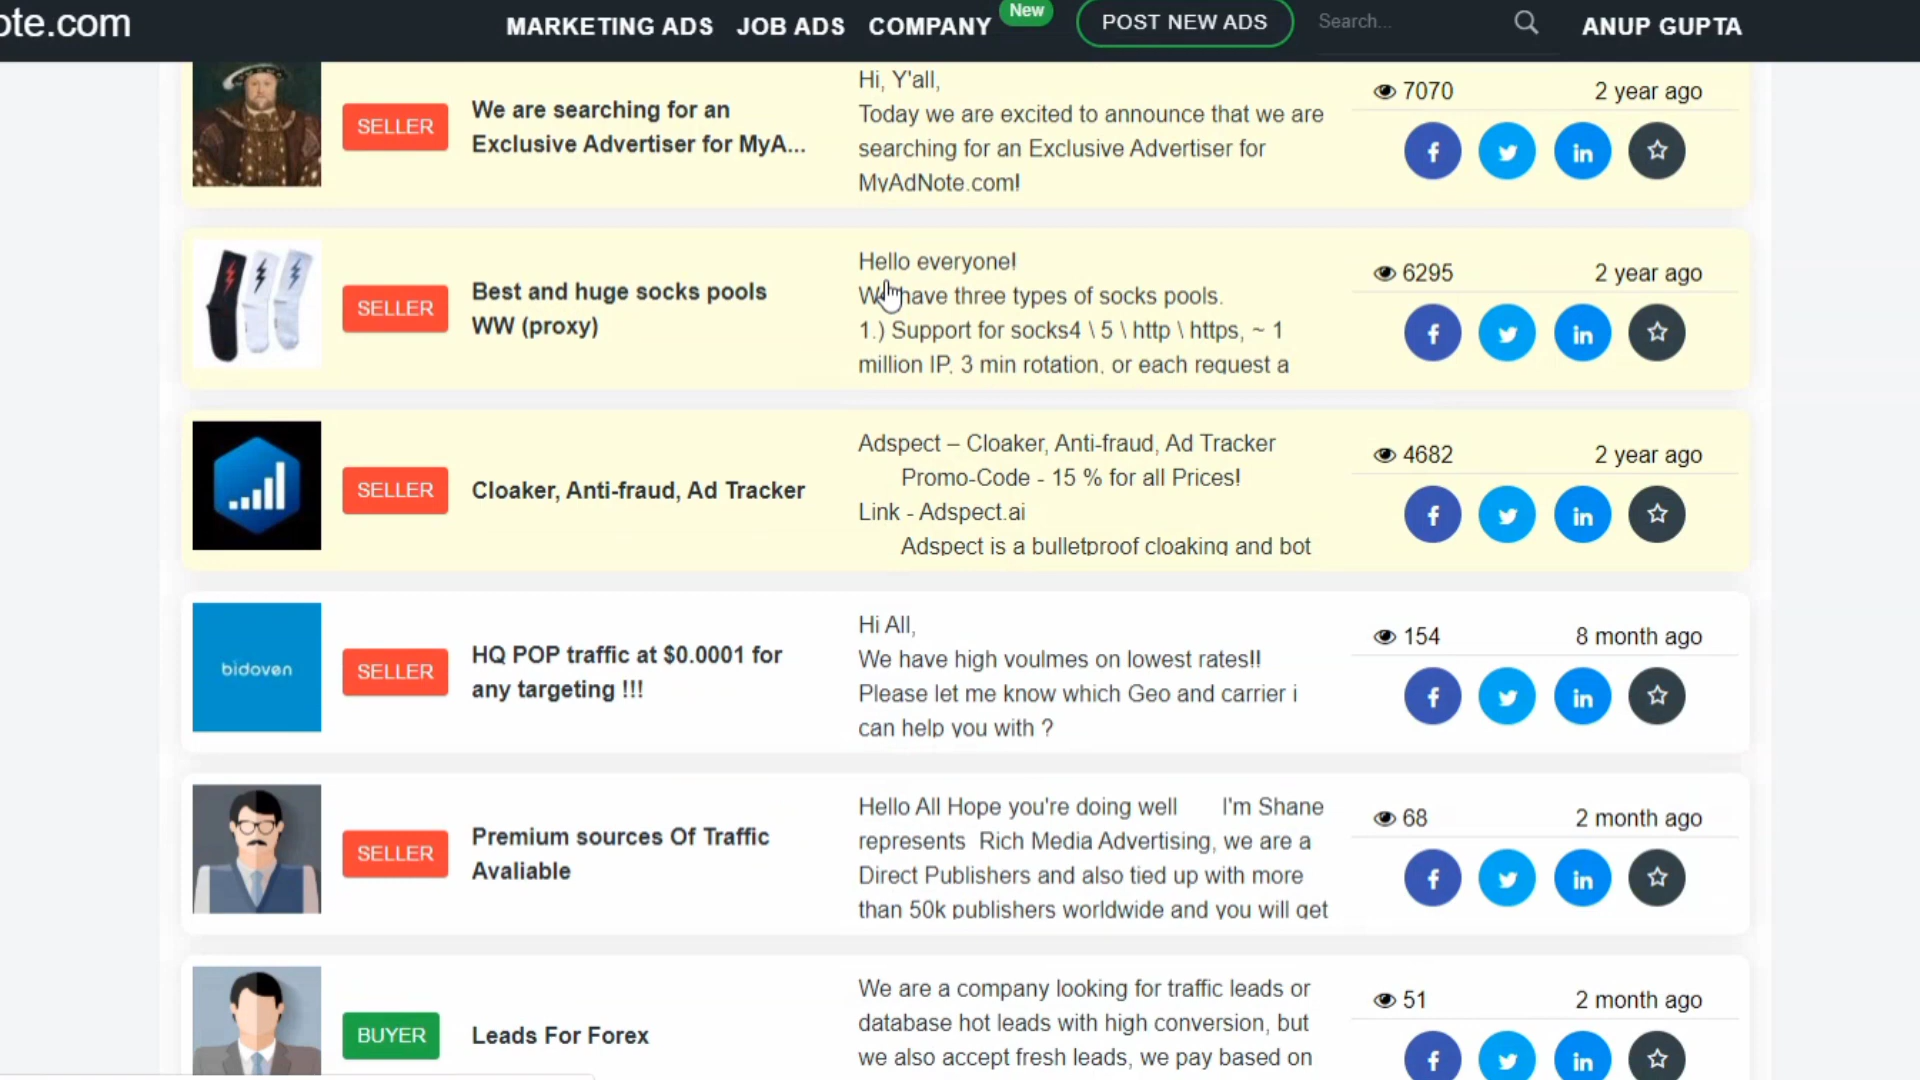 ote.com
MARKETING ADS JOB ADS COMPANY New POST NEW ADS Search... ANUP GUPTA
SELLER
We are searching for an
Exclusive Advertiser for MyA...
Hi, Y'all,
Today we are excited to announce that we are
searching for an Exclusive Advertiser for
MyAdNote.com!
7070 2 year ago
SELLER
Best and huge socks pools
WW (proxy)
Hello everyone!
We have three types of socks pools.
1.) Support for socks4 \ 5 \ http \ https, ~ 1
million IP, 3 min rotation, or each request a
6295 2 year ago
SELLER
Cloaker, Anti-fraud, Ad Tracker
Adspect – Cloaker, Anti-fraud, Ad Tracker
Promo-Code - 15 % for all Prices!
Link - Adspect.ai
Adspect is a bulletproof cloaking and bot
4682 2 year ago
bidoven
SELLER
HQ POP traffic at $0.0001 for
any targeting !!!
Hi All,
We have high voulmes on lowest rates!!
Please let me know which Geo and carrier i
can help you with ?
154 8 month ago
SELLER
Premium sources Of Traffic
Avaliable
Hello All Hope you're doing well I'm Shane
represents Rich Media Advertising, we are a
Direct Publishers and also tied up with more
than 50k publishers worldwide and you will get
68 2 month ago
BUYER
Leads For Forex
We are a company looking for traffic leads or
database hot leads with high conversion, but
we also accept fresh leads, we pay based on
51 2 month ago